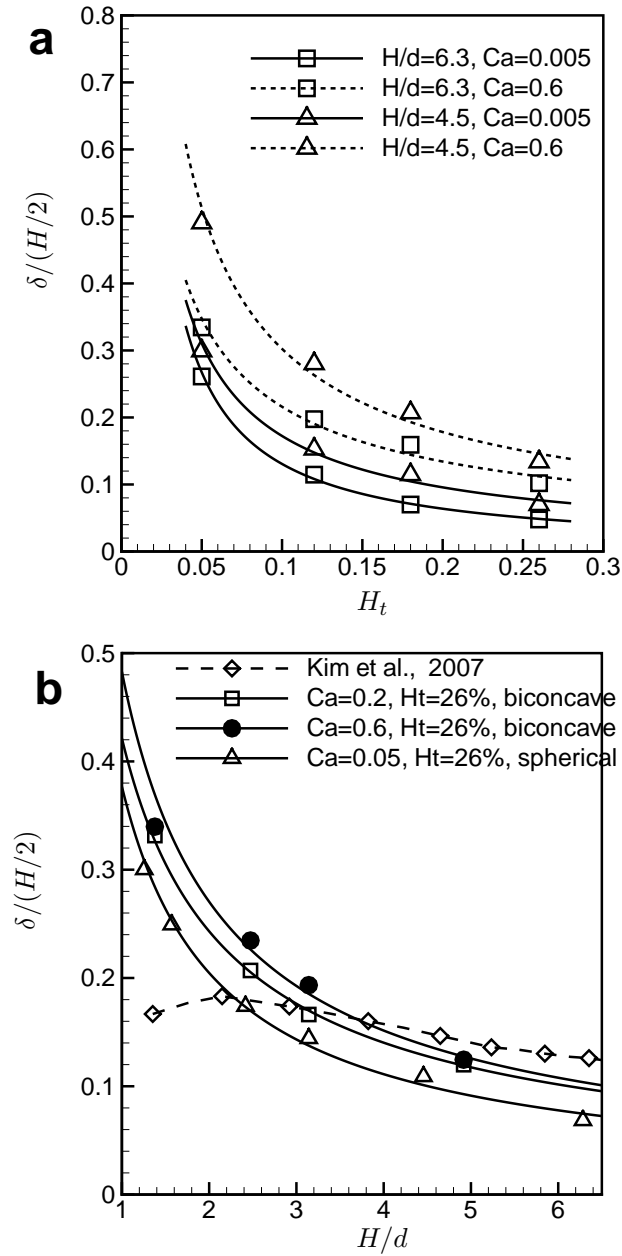 a
0.8
0.7
0.6
0.5
0.4
0.3
0.2
0.1
0
δ/(H/2)
H/d=6.3, Ca=0.005
H/d=6.3, Ca=0.6
H/d=4.5, Ca=0.005
H/d=4.5, Ca=0.6
0 0.05 0.1 0.15 0.2 0.25 0.3
H_t
b
0.5
0.4
0.3
0.2
0.1
0
δ/(H/2)
Kim et al., 2007
Ca=0.2, Ht=26%, biconcave
Ca=0.6, Ht=26%, biconcave
Ca=0.05, Ht=26%, spherical
1 2 3 4 5 6
H/d